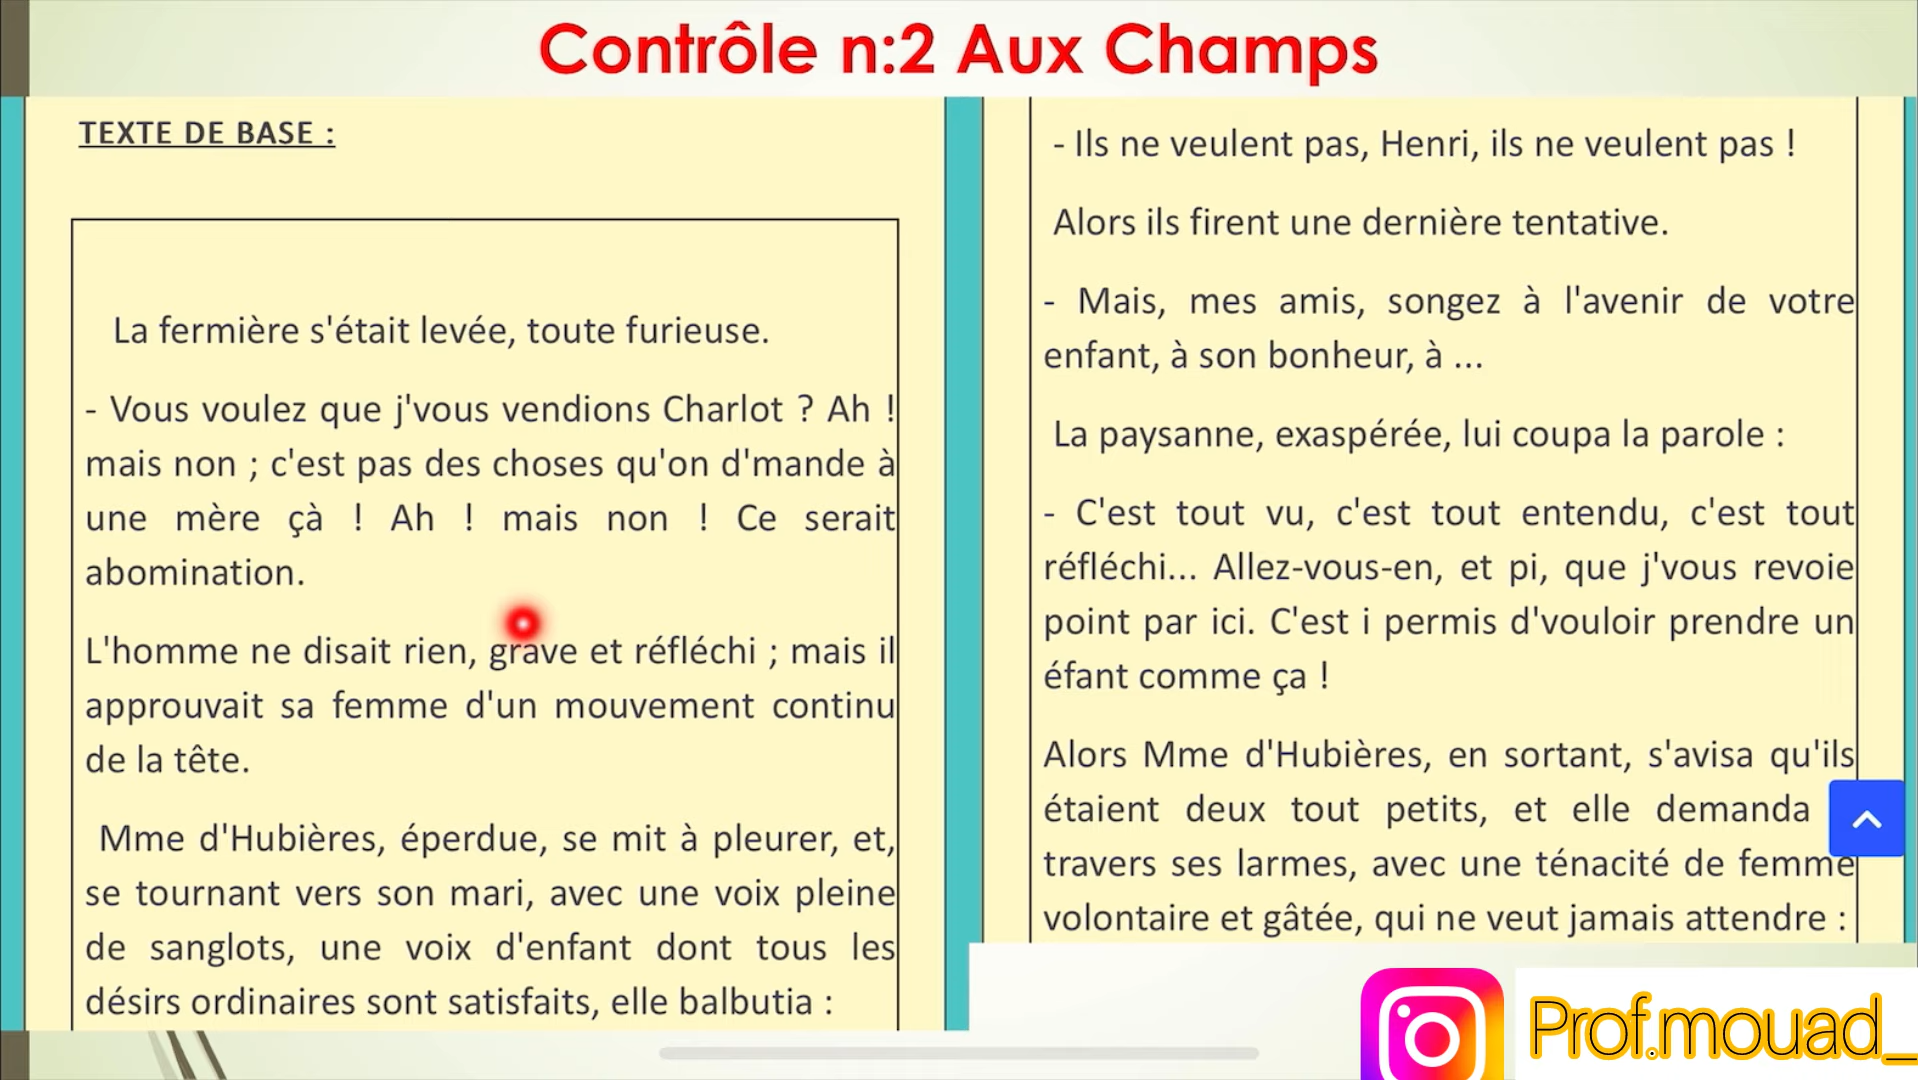 Contrôle n:2 Aux Champs
TEXTE DE BASE :
La fermière s'était levée, toute furieuse.
- Vous voulez que j'vous vendions Charlot ? Ah !
mais non ; c'est pas des choses qu'on d'mande à
une mère çà ! Ah ! mais non ! Ce serait
abomination.
L'homme ne disait rien, grave et réfléchi ; mais il
approuvait sa femme d'un mouvement continu
de la tête.
Mme d'Hubières, éperdue, se mit à pleurer, et,
se tournant vers son mari, avec une voix pleine
de sanglots, une voix d'enfant dont tous les
désirs ordinaires sont satisfaits, elle balbutia :
- Ils ne veulent pas, Henri, ils ne veulent pas !
Alors ils firent une dernière tentative.
- Mais, mes amis, songez à l'avenir de votre
enfant, à son bonheur, à ...
La paysanne, exaspérée, lui coupa la parole :
- C'est tout vu, c'est tout entendu, c'est tout
réfléchi... Allez-vous-en, et pi, que j'vous revoie
point par ici. C'est i permis d'vouloir prendre un
éfant comme ça !
Alors Mme d'Hubières, en sortant, s'avisa qu'ils
étaient deux tout petits, et elle demanda
travers ses larmes, avec une ténacité de femme
volontaire et gâtée, qui ne veut jamais attendre :
Prof.mouad_